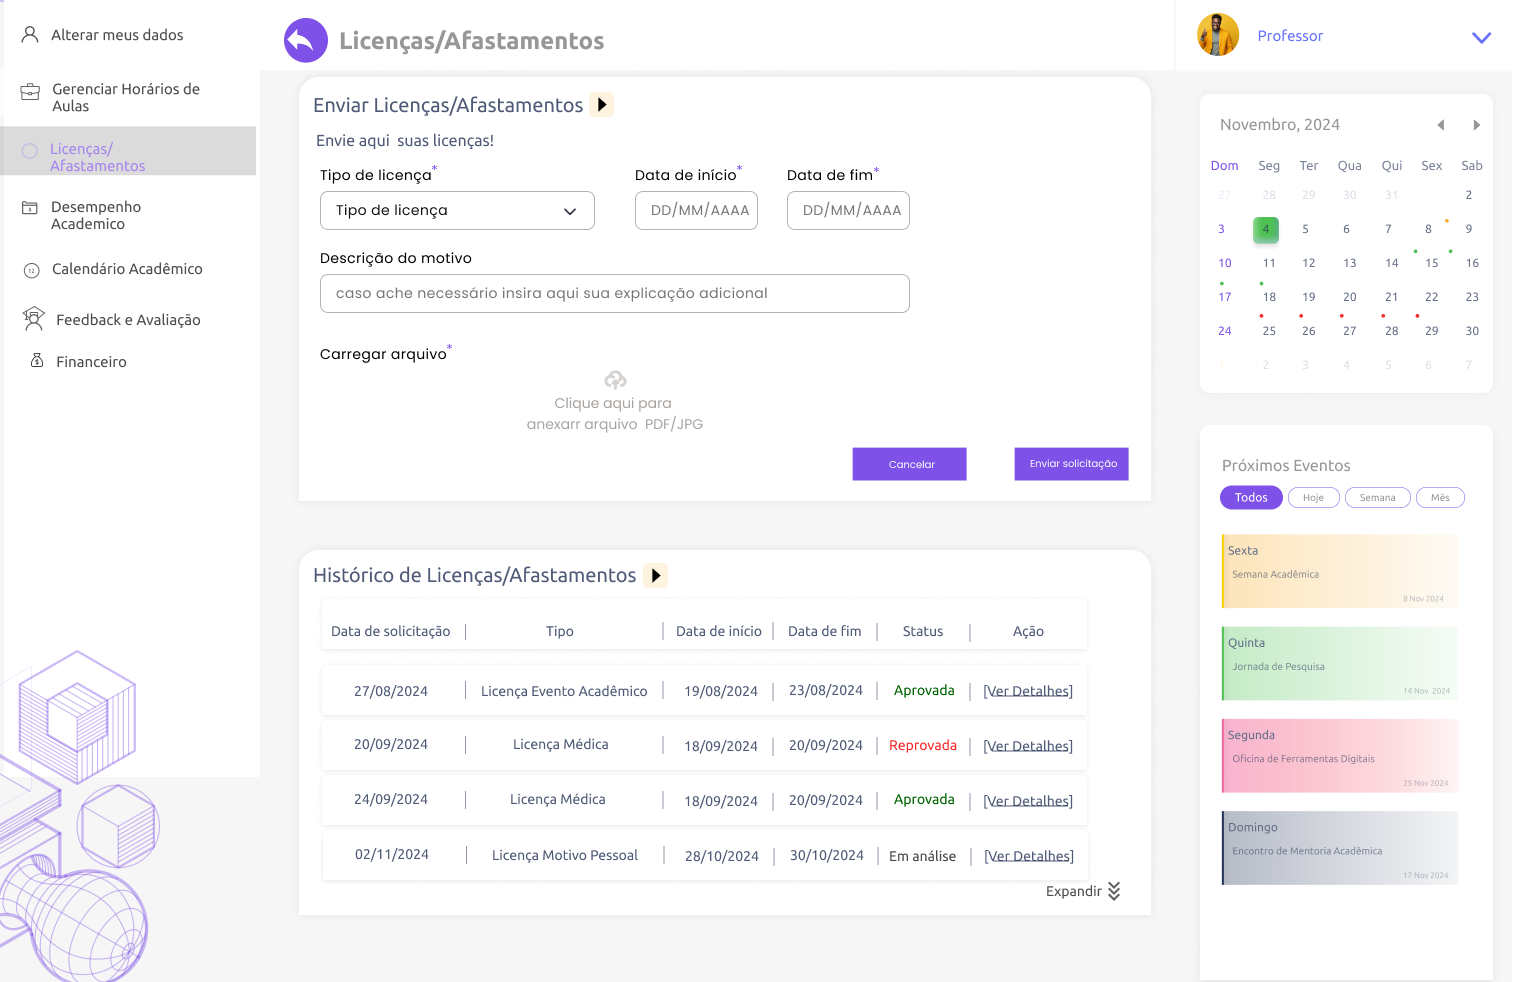 Alterar meus dados
Gerenciar Horários de
Aulas
Licenças/
Afastamentos
Desempenho
Academico
12
Calendário Acadêmico
Feedback e Avaliação
Financeiro
Licenças/Afastamentos
Professor
Enviar Licenças/Afastamentos
Envie aqui suas licenças!
Tipo de licença* Data de início* Data de fim*
Tipo de licença DD/MM/AAAA DD/MM/AAAA
Descrição do motivo
caso ache necessário insira aqui sua explicação adicional
Carregar arquivo*
Clique aqui para
anexarr arquivo PDF/JPG
Cancelar Enviar solicitação
Histórico de Licenças/Afastamentos
Data de solicitação | Tipo | Data de início | Data de fim | Status | Ação
27/08/2024 | Licença Evento Acadêmico | 19/08/2024 | 23/08/2024 | Aprovada | [Ver Detalhes]
20/09/2024 | Licença Médica | 18/09/2024 | 20/09/2024 | Reprovada | [Ver Detalhes]
24/09/2024 | Licença Médica | 18/09/2024 | 20/09/2024 | Aprovada | [Ver Detalhes]
02/11/2024 | Licença Motivo Pessoal | 28/10/2024 | 30/10/2024 | Em análise | [Ver Detalhes]
Expandir
Novembro, 2024
Dom Seg Ter Qua Qui Sex Sab
27 28 29 30 31 2
3 4 5 6 7 8 9
10 11 12 13 14 15 16
17 18 19 20 21 22 23
24 25 26 27 28 29 30
1 2 3 4 5 6 7
Próximos Eventos
Todos Hoje Semana Mês
Sexta
Semana Acadêmica
8 Nov 2024
Quinta
Jornada de Pesquisa
14 Nov 2024
Segunda
Oficina de Ferramentas Digitais
25 Nov 2024
Domingo
Encontro de Mentoria Acadêmica
17 Nov 2024